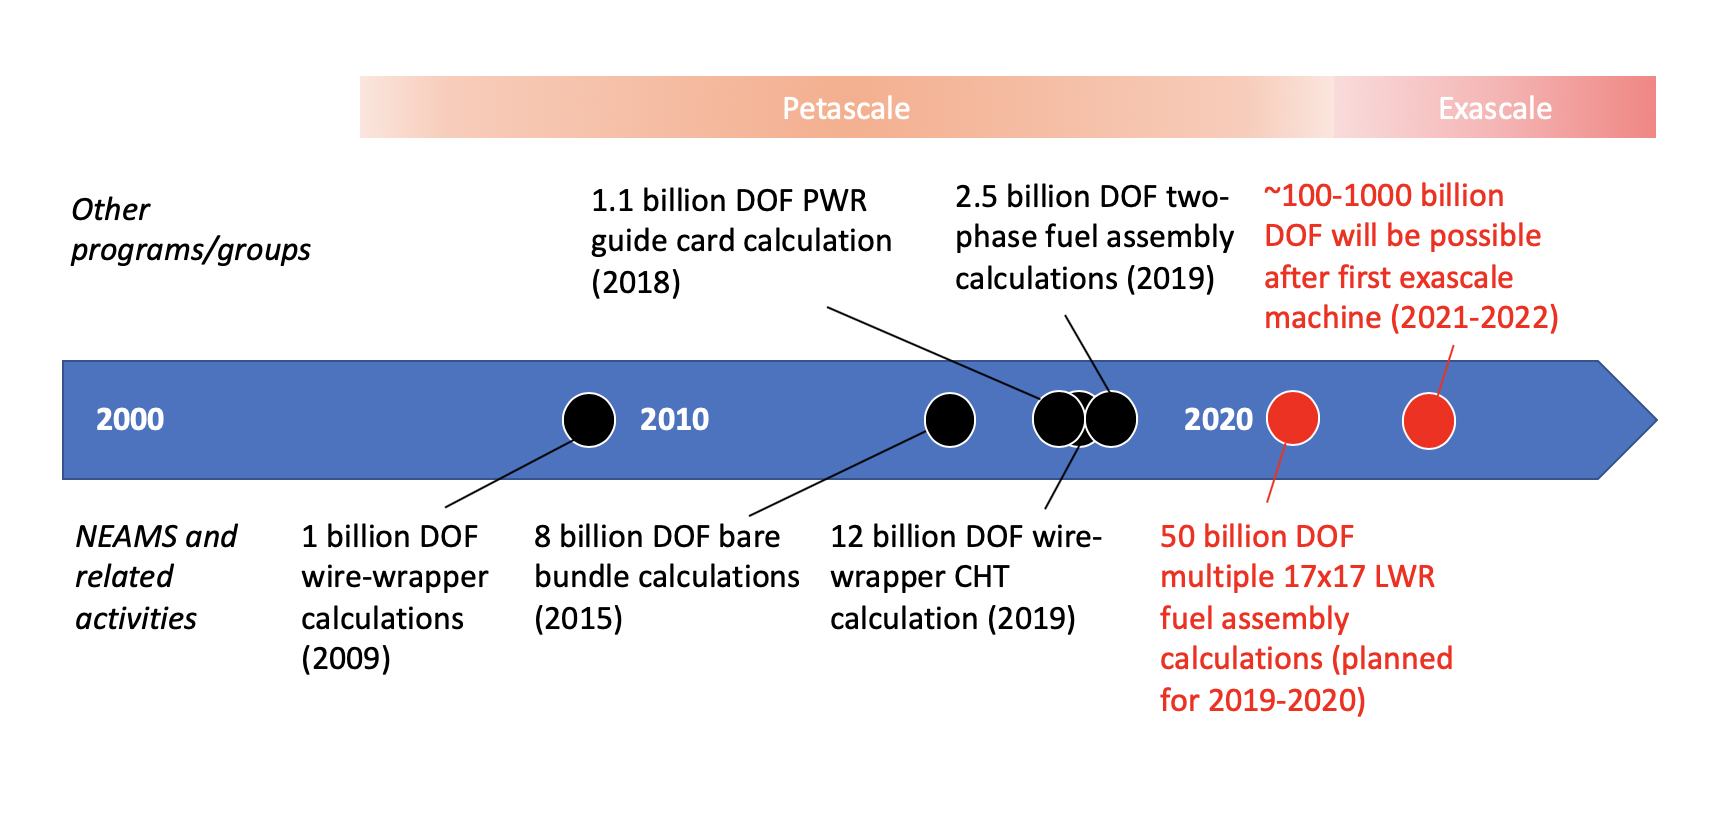 Petascale
Exascale
Other
programs/groups
1.1 billion DOF PWR
guide card calculation
(2018)
2.5 billion DOF two-
phase fuel assembly
calculations (2019)
~100-1000 billion
DOF will be possible
after first exascale
machine (2021-2022)
2000
2010
2020
NEAMS and
related
activities
1 billion DOF
wire-wrapper
calculations
(2009)
8 billion DOF bare
bundle calculations
(2015)
12 billion DOF wire-
wrapper CHT
calculation (2019)
50 billion DOF
multiple 17x17 LWR
fuel assembly
calculations (planned
for 2019-2020)